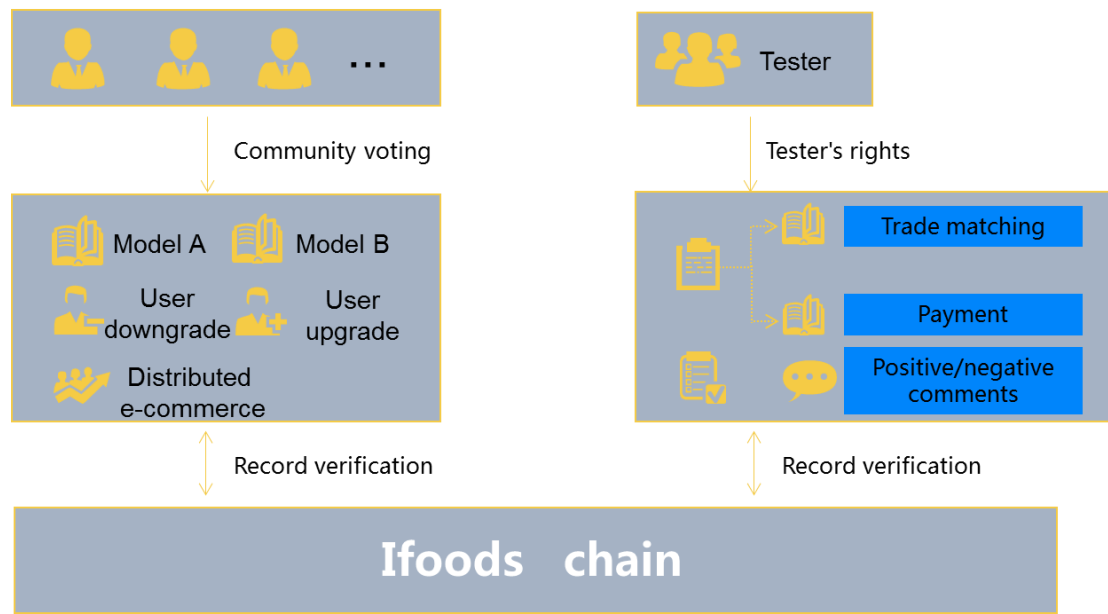 ...
Tester
Community voting
Tester's rights
Model A
Model B
User
downgrade
User
upgrade
Distributed
e-commerce
Trade matching
Payment
Positive/negative
comments
Record verification
Record verification
Ifoods chain